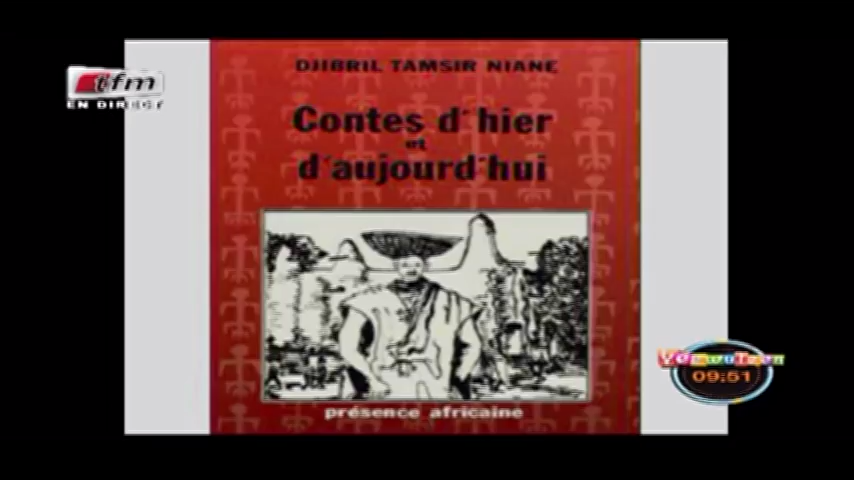 tfm
EN DIRECT
DJIBRIL TAMSIR NIANE
Contes d'hier
et
d'aujourd'hui
présence africaine
09:51